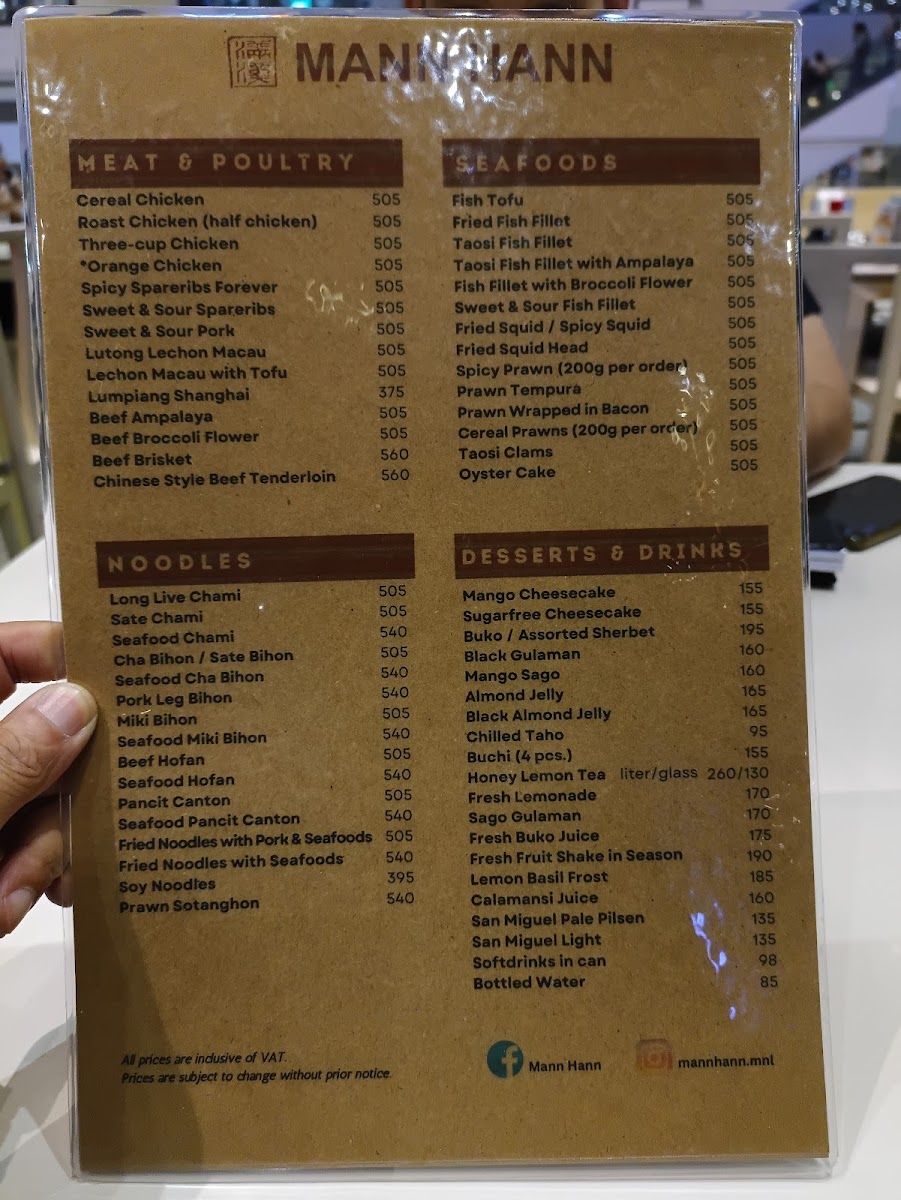 滿漢 MANN HANN
MEAT & POULTRY
Cereal Chicken 505
Roast Chicken (half chicken) 505
Three-cup Chicken 505
*Orange Chicken 505
Spicy Spareribs Forever 505
Sweet & Sour Spareribs 505
Sweet & Sour Pork 505
Lutong Lechon Macau 505
Lechon Macau with Tofu 505
Lumpiang Shanghai 375
Beef Ampalaya 505
Beef Broccoli Flower 505
Beef Brisket 560
Chinese Style Beef Tenderloin 560
SEAFOODS
Fish Tofu 505
Fried Fish Fillet 505
Taosi Fish Fillet 505
Taosi Fish Fillet with Ampalaya 505
Fish Fillet with Broccoli Flower 505
Sweet & Sour Fish Fillet 505
Fried Squid / Spicy Squid 505
Fried Squid Head 505
Spicy Prawn (200g per order) 505
Prawn Tempura 505
Prawn Wrapped in Bacon 505
Cereal Prawns (200g per order) 505
Taosi Clams 505
Oyster Cake 505
NOODLES
Long Live Chami 505
Sate Chami 505
Seafood Chami 540
Cha Bihon / Sate Bihon 505
Seafood Cha Bihon 540
Pork Leg Bihon 540
Miki Bihon 505
Seafood Miki Bihon 540
Beef Hofan 505
Seafood Hofan 540
Pancit Canton 505
Seafood Pancit Canton 540
Fried Noodles with Pork & Seafoods 505
Fried Noodles with Seafoods 540
Soy Noodles 395
Prawn Sotanghon 540
DESSERTS & DRINKS
Mango Cheesecake 155
Sugarfree Cheesecake 155
Buko / Assorted Sherbet 195
Black Gulaman 160
Mango Sago 160
Almond Jelly 165
Black Almond Jelly 165
Chilled Taho 95
Buchi (4 pcs.) 155
Honey Lemon Tea liter/glass 260/130
Fresh Lemonade 170
Sago Gulaman 170
Fresh Buko Juice 175
Fresh Fruit Shake in Season 190
Lemon Basil Frost 185
Calamansi Juice 160
San Miguel Pale Pilsen 135
San Miguel Light 135
Softdrinks in can 98
Bottled Water 85
All prices are inclusive of VAT.
Prices are subject to change without prior notice.
Mann Hann
mannhann.mnl